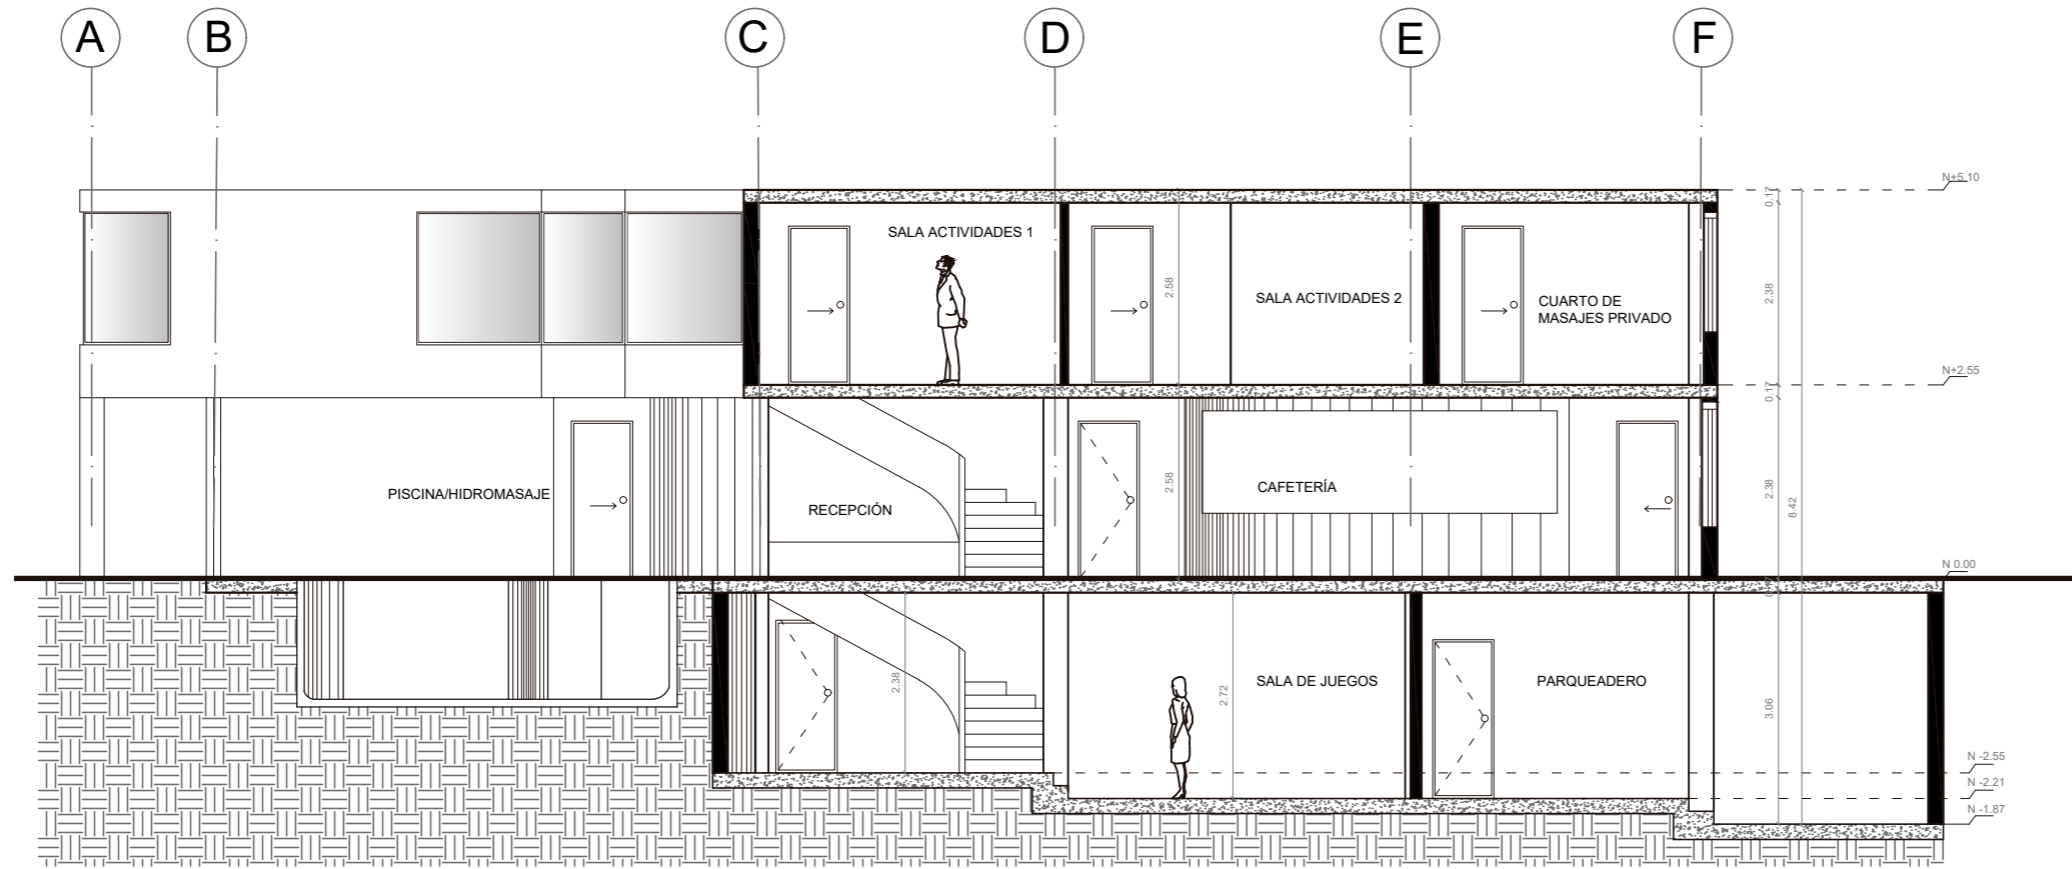 A
B
C
D
E
F
N+5.10
0.17
SALA ACTIVIDADES 1
2.58
SALA ACTIVIDADES 2
CUARTO DE
MASAJES PRIVADO
2.38
N+2.55
0.17
PISCINA/HIDROMASAJE
RECEPCIÓN
2.58
CAFETERÍA
2.38
8.42
N 0.00
2.38
2.72
SALA DE JUEGOS
PARQUEADERO
3.06
N -2.55
N -2.21
N -1.87